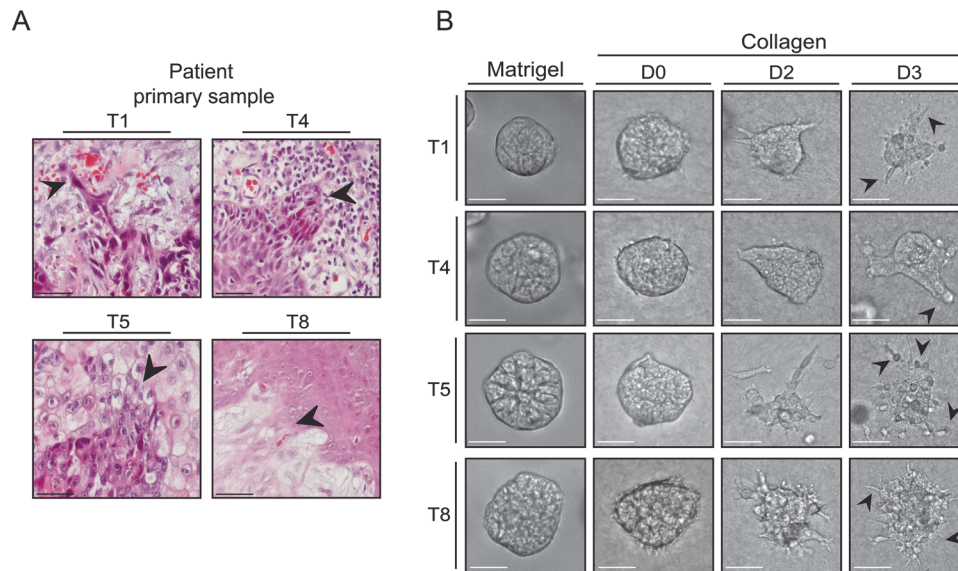 A
Patient
primary sample
T1 T4
T5 T8
B
Collagen
Matrigel D0 D2 D3
T1
T4
T5
T8